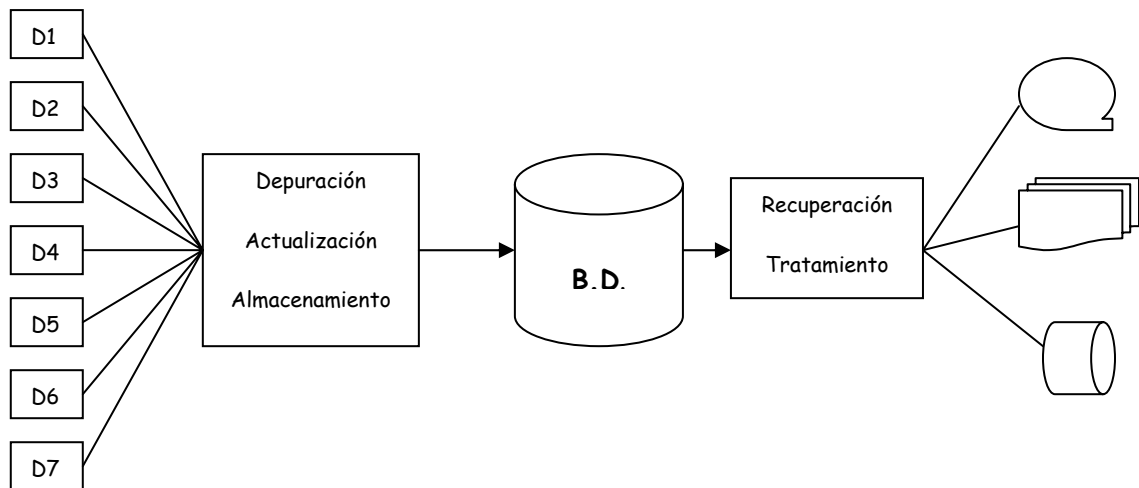 D1
D2
D3
D4
D5
D6
D7
Depuración
Actualización
Almacenamiento
B.D.
Recuperación
Tratamiento